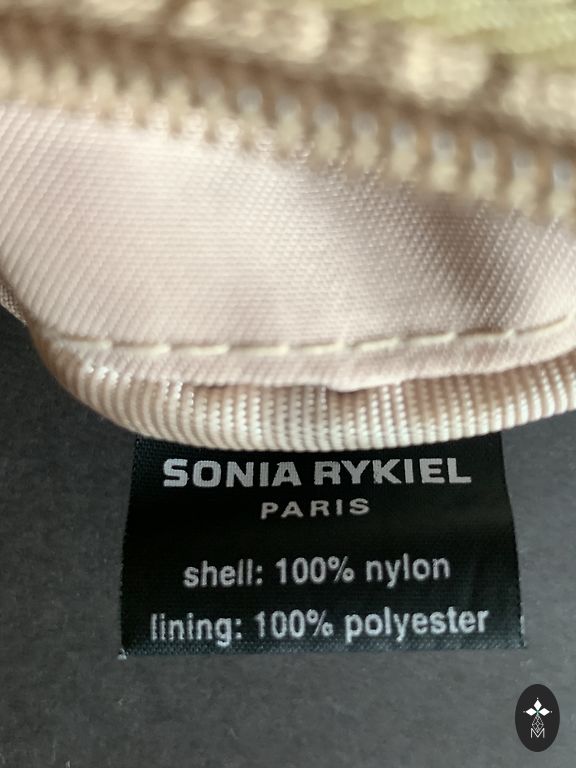 SONIA RYKIEL
PARIS
shell: 100% nylon
lining: 100% polyester
M